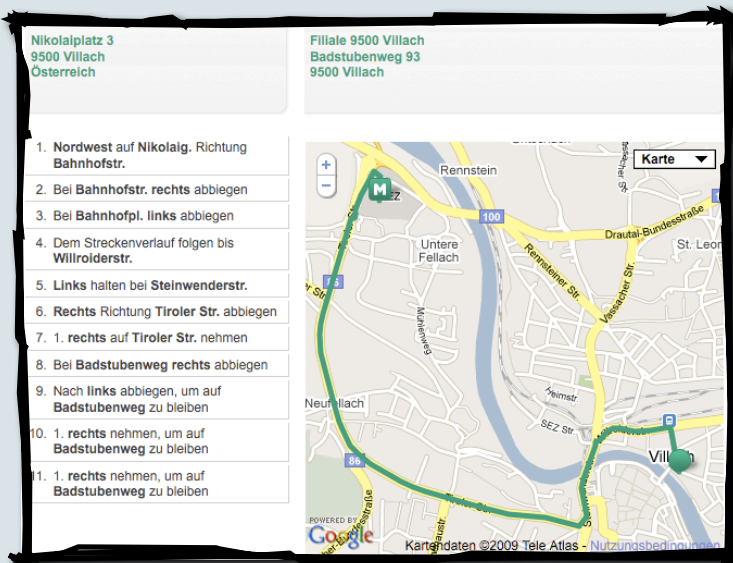 Nikolaiplatz 3
9500 Villach
Österreich
Filiale 9500 Villach
Badstubenweg 93
9500 Villach
1. Nordwest auf Nikolaig. Richtung
Bahnhofstr.
2. Bei Bahnhofstr. rechts abbiegen
3. Bei Bahnhofpl. links abbiegen
4. Dem Streckenverlauf folgen bis
Willroiderstr.
5. Links halten bei Steinwenderstr.
6. Rechts Richtung Tiroler Str. abbiegen
7. 1. rechts auf Tiroler Str. nehmen
8. Bei Badstubenweg rechts abbiegen
9. Nach links abbiegen, um auf
Badstubenweg zu bleiben
10. 1. rechts nehmen, um auf
Badstubenweg zu bleiben
11. 1. rechts nehmen, um auf
Badstubenweg zu bleiben
+
−
Karte
Rennstein
M
100
Drautal-Bundesstraße
Untere
Fellach
St. Leor
Rennsteiner Str.
Vassacher Str.
Mühlenweg
Heimstr.
Neufellach
SEZ Str.
Villach
86
Tiroler Str.
POWERED BY
Google
Kartendaten ©2009 Tele Atlas - Nutzungsbedingungen